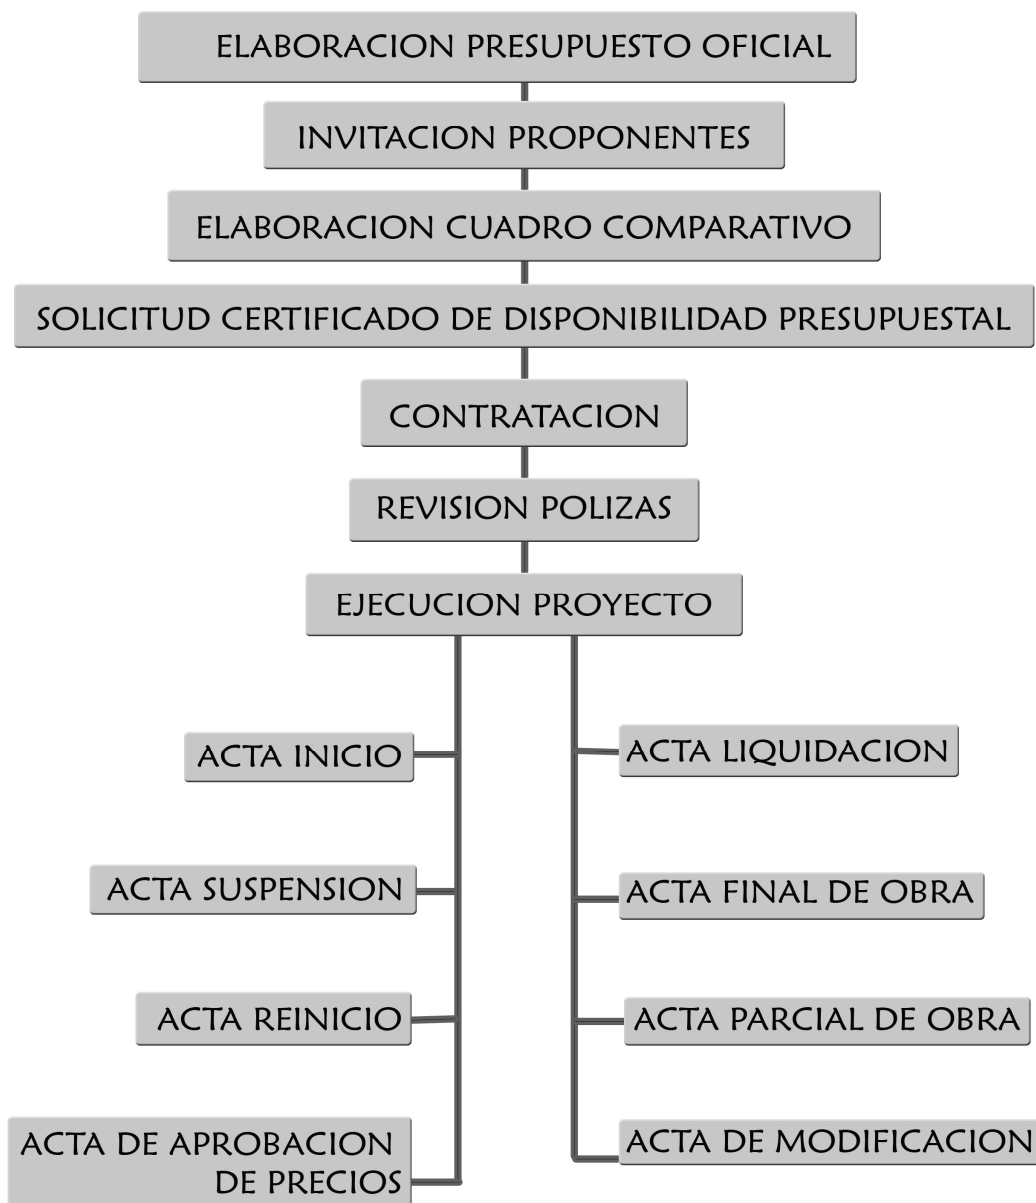 ELABORACION PRESUPUESTO OFICIAL
INVITACION PROPONENTES
ELABORACION CUADRO COMPARATIVO
SOLICITUD CERTIFICADO DE DISPONIBILIDAD PRESUPUESTAL
CONTRATACION
REVISION POLIZAS
EJECUCION PROYECTO
ACTA INICIO
ACTA SUSPENSION
ACTA REINICIO
ACTA DE APROBACION
DE PRECIOS
ACTA LIQUIDACION
ACTA FINAL DE OBRA
ACTA PARCIAL DE OBRA
ACTA DE MODIFICACION